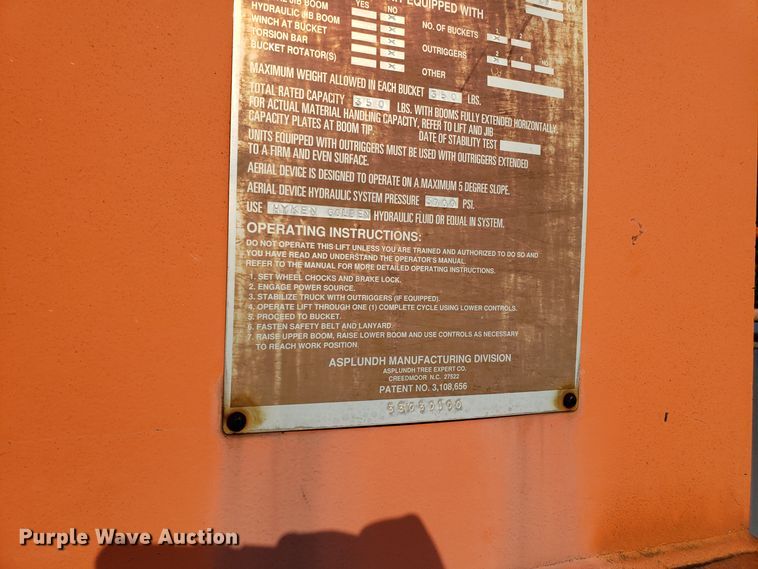 JIB BOOM YES NO
EQUIPPED WITH
HYDRAULIC JIB BOOM
WINCH AT BUCKET X
NO. OF BUCKETS 1 2
TORSION BAR
BUCKET ROTATOR(S) X
OUTRIGGERS 2 4 NO
OTHER
MAXIMUM WEIGHT ALLOWED IN EACH BUCKET 350 LBS.
TOTAL RATED CAPACITY 350 LBS. WITH BOOMS FULLY EXTENDED HORIZONTALLY.
FOR ACTUAL MATERIAL HANDLING CAPACITY, REFER TO LIFT AND JIB
CAPACITY PLATES AT BOOM TIP. DATE OF STABILITY TEST
UNITS EQUIPPED WITH OUTRIGGERS MUST BE USED WITH OUTRIGGERS EXTENDED
TO A FIRM AND EVEN SURFACE.
AERIAL DEVICE IS DESIGNED TO OPERATE ON A MAXIMUM 5 DEGREE SLOPE.
AERIAL DEVICE HYDRAULIC SYSTEM PRESSURE PSI.
USE HYKEN GOLDEN HYDRAULIC FLUID OR EQUAL IN SYSTEM.
OPERATING INSTRUCTIONS:
DO NOT OPERATE THIS LIFT UNLESS YOU ARE TRAINED AND AUTHORIZED TO DO SO AND
YOU HAVE READ AND UNDERSTAND THE OPERATOR'S MANUAL.
REFER TO THE MANUAL FOR MORE DETAILED OPERATING INSTRUCTIONS.
1. SET WHEEL CHOCKS AND BRAKE LOCK.
2. ENGAGE POWER SOURCE.
3. STABILIZE TRUCK WITH OUTRIGGERS (IF EQUIPPED).
4. OPERATE LIFT THROUGH ONE (1) COMPLETE CYCLE USING LOWER CONTROLS.
5. PROCEED TO BUCKET.
6. FASTEN SAFETY BELT AND LANYARD.
7. RAISE UPPER BOOM, RAISE LOWER BOOM AND USE CONTROLS AS NECESSARY
TO REACH WORK POSITION.
ASPLUNDH MANUFACTURING DIVISION
ASPLUNDH TREE EXPERT CO.
CREEDMOOR N.C. 27522
PATENT NO. 3,108,656
Purple Wave Auction